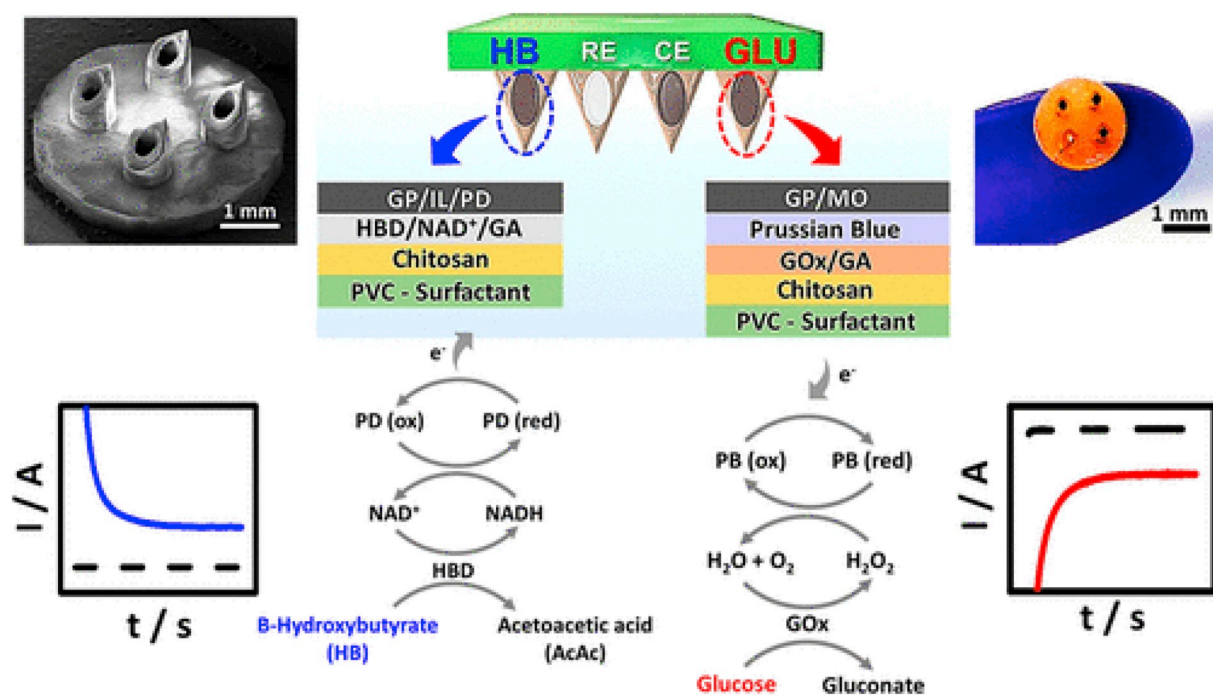 HB RE CE GLU
1 mm
1 mm
GP/IL/PD
HBD/NAD⁺/GA
Chitosan
PVC - Surfactant
GP/MO
Prussian Blue
GOx/GA
Chitosan
PVC - Surfactant
e⁻
PD (ox) PD (red)
NAD⁺ NADH
HBD
B-Hydroxybutyrate
(HB)
Acetoacetic acid
(AcAc)
e⁻
PB (ox) PB (red)
H₂O + O₂ H₂O₂
GOx
Glucose Gluconate
I / A
t / s
I / A
t / s